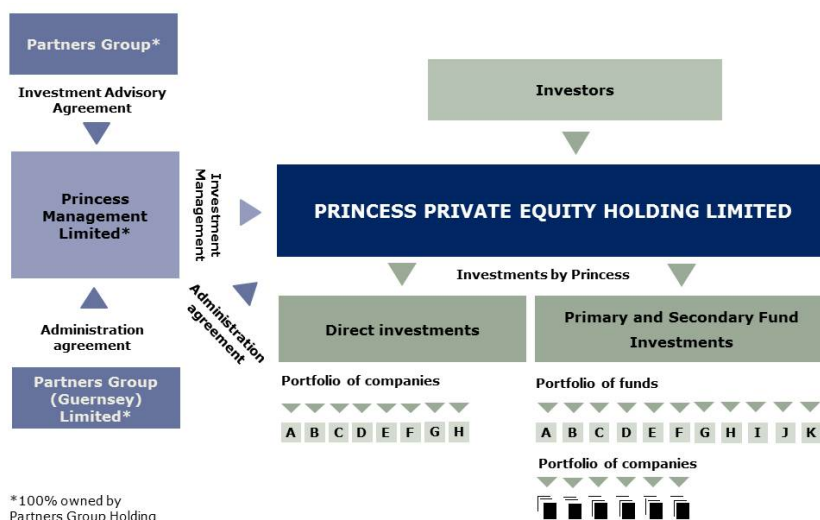 Partners Group*
Investment Advisory
Agreement
Princess
Management
Limited*
Administration
agreement
Partners Group
(Guernsey)
Limited*
*100% owned by
Partners Group Holding
Investment
Management
Administration
agreement
Investors
PRINCESS PRIVATE EQUITY HOLDING LIMITED
Investments by Princess
Direct investments
Primary and Secondary Fund
Investments
Portfolio of companies
A B C D E F G H
Portfolio of funds
A B C D E F G H I J K
Portfolio of companies